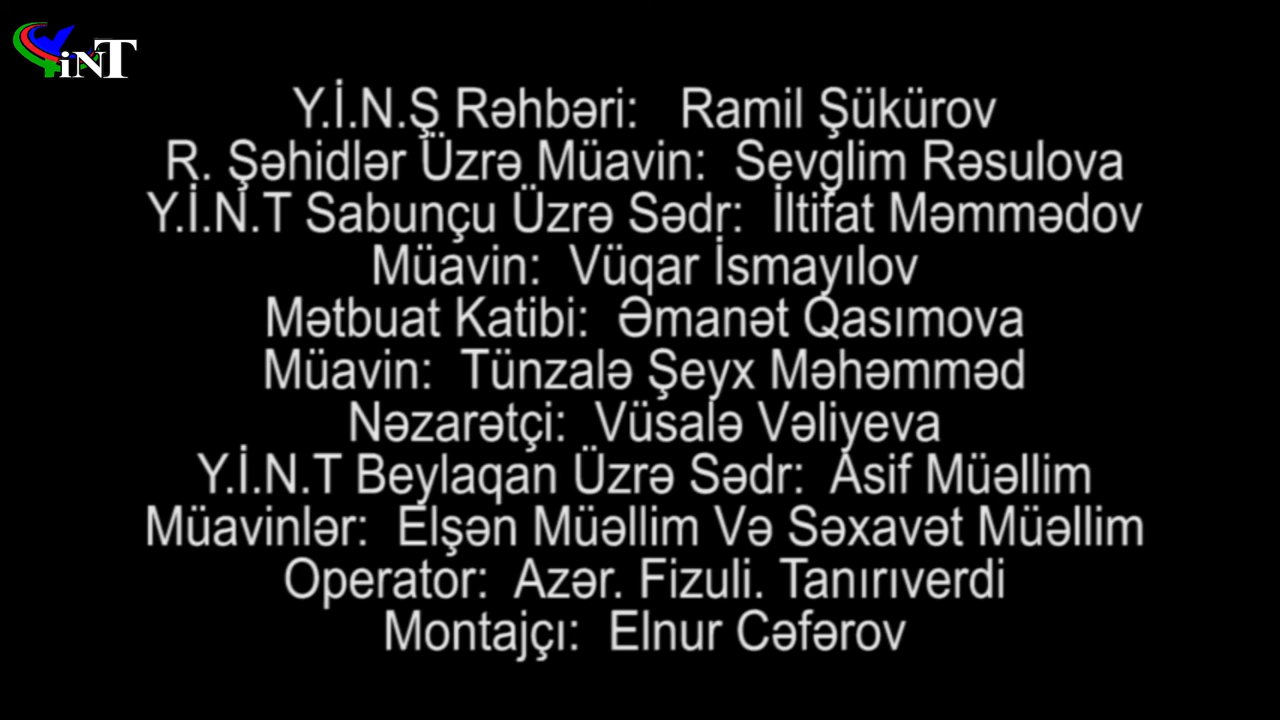 YiNT
Y.İ.N.Ş Rəhbəri: Ramil Şükürov
R. Şəhidlər Üzrə Müavin: Sevglim Rəsulova
Y.İ.N.T Sabunçu Üzrə Sədr: İltifat Məmmədov
Müavin: Vüqar İsmayılov
Mətbuat Katibi: Əmanət Qasımova
Müavin: Tünzalə Şeyx Məhəmməd
Nəzarətçi: Vüsalə Vəliyeva
Y.İ.N.T Beylaqan Üzrə Sədr: Asif Müəllim
Müavinlər: Elşən Müəllim Və Səxavət Müəllim
Operator: Azər. Fizuli. Tanırıverdi
Montajçı: Elnur Cəfərov